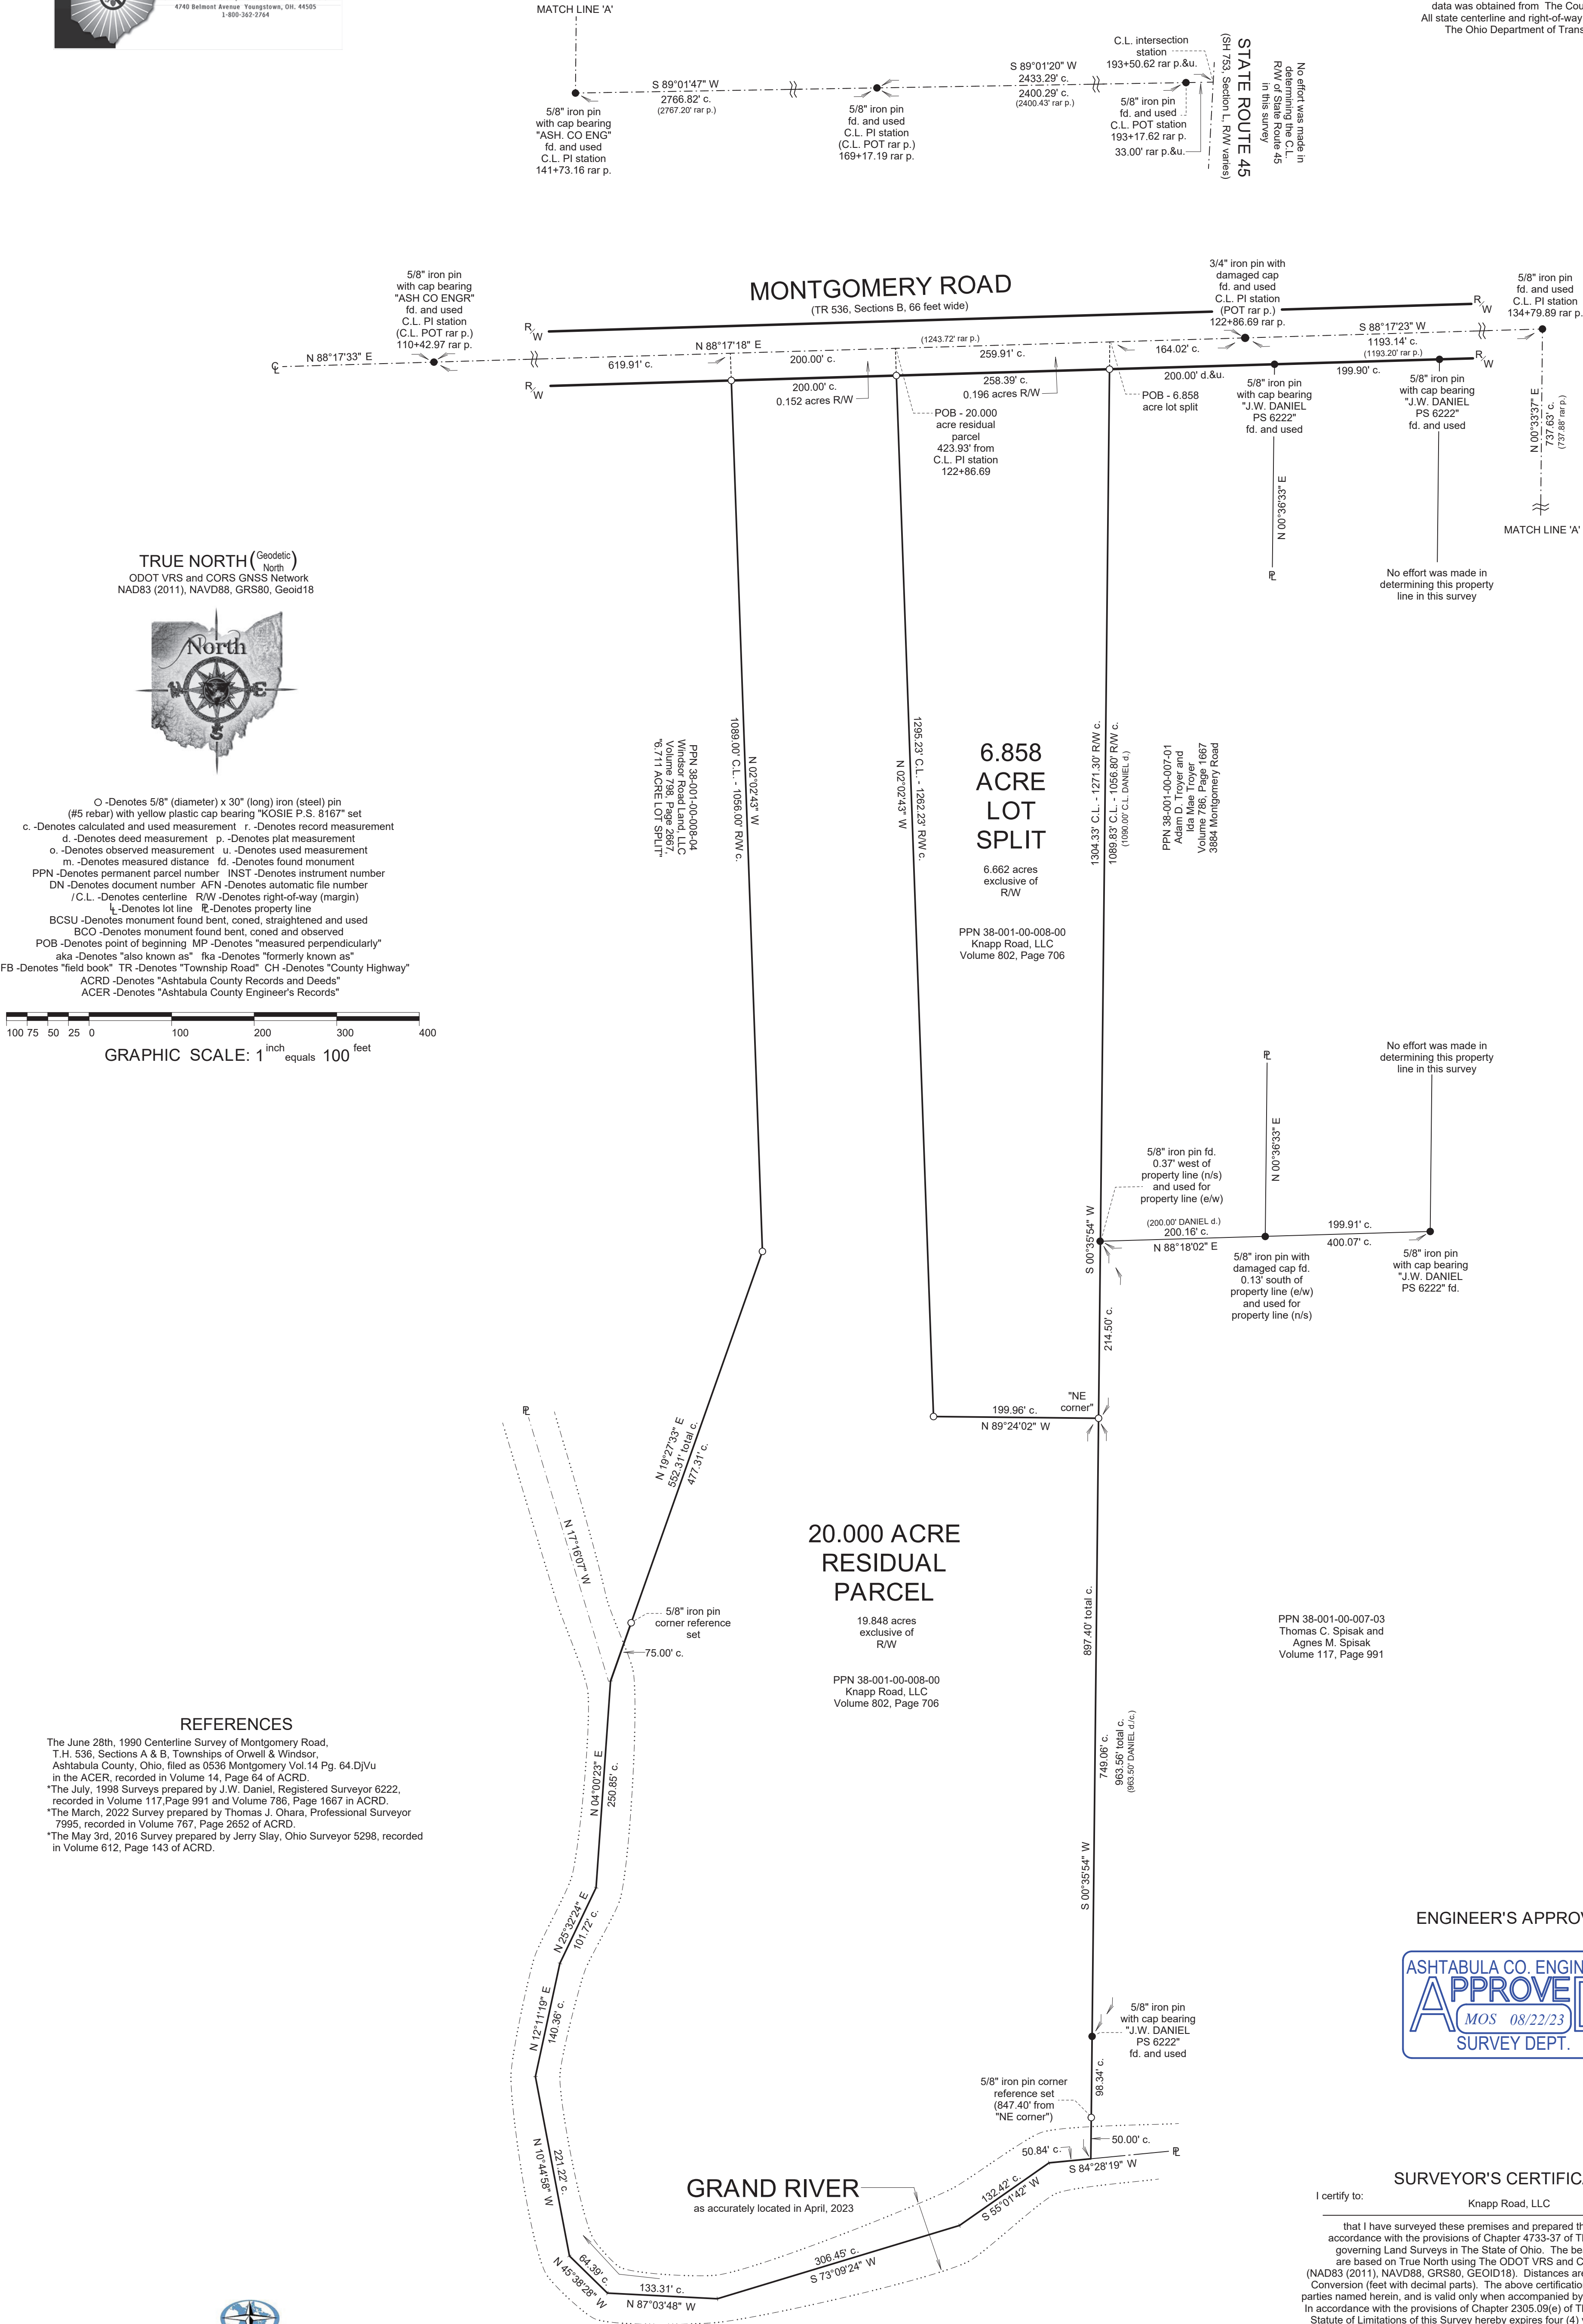 4740 Belmont Avenue Youngstown, OH. 44505
1-800-362-2764
data was obtained from The Cou
All state centerline and right-of-way
The Ohio Department of Trans
MATCH LINE 'A'
S 89°01'47" W
2766.82' c.
(2767.20' rar p.)
5/8" iron pin
with cap bearing
"ASH. CO ENG"
fd. and used
C.L. PI station
141+73.16 rar p.
5/8" iron pin
fd. and used
C.L. PI station
(C.L. POT rar p.)
169+17.19 rar p.
S 89°01'20" W
2433.29' c.
2400.29' c.
(2400.43' rar p.)
C.L. intersection
station
193+50.62 rar p.&u.
5/8" iron pin
fd. and used
C.L. POT station
193+17.62 rar p.
33.00' rar p.&u.
STATE ROUTE 45
(SH 753, Section L, R/W varies)
No effort was made in
determining the C.L.
R/W of State Route 45
in this survey
MONTGOMERY ROAD
(TR 536, Sections B, 66 feet wide)
5/8" iron pin
with cap bearing
"ASH CO ENGR"
fd. and used
C.L. PI station
(C.L. POT rar p.)
110+42.97 rar p.
3/4" iron pin with
damaged cap
fd. and used
C.L. PI station
(POT rar p.)
122+86.69 rar p.
5/8" iron pin
fd. and used
C.L. PI station
134+79.89 rar p.
R/W
R/W
R/W
R/W
CL
N 88°17'33" E
N 88°17'18" E
(1243.72' rar p.)
S 88°17'23" W
1193.14' c.
(1193.20' rar p.)
619.91' c.
200.00' c.
259.91' c.
164.02' c.
200.00' c.
0.152 acres R/W
258.39' c.
0.196 acres R/W
200.00' d.&u.
199.90' c.
POB - 20.000
acre residual
parcel
423.93' from
C.L. PI station
122+86.69
POB - 6.858
acre lot split
5/8" iron pin
with cap bearing
"J.W. DANIEL
PS 6222"
fd. and used
5/8" iron pin
with cap bearing
"J.W. DANIEL
PS 6222"
fd. and used
N 00°33'37" E
737.63' c.
(737.88' rar p.)
MATCH LINE 'A'
N 00°36'33" E
PL
No effort was made in
determining this property
line in this survey
TRUE NORTH (Geodetic North)
ODOT VRS and CORS GNSS Network
NAD83 (2011), NAVD88, GRS80, Geoid18
North
W E
S
O -Denotes 5/8" (diameter) x 30" (long) iron (steel) pin
(#5 rebar) with yellow plastic cap bearing "KOSIE P.S. 8167" set
c. -Denotes calculated and used measurement r. -Denotes record measurement
d. -Denotes deed measurement p. -Denotes plat measurement
o. -Denotes observed measurement u. -Denotes used measurement
m. -Denotes measured distance fd. -Denotes found monument
PPN -Denotes permanent parcel number INST -Denotes instrument number
DN -Denotes document number AFN -Denotes automatic file number
/C.L. -Denotes centerline R/W -Denotes right-of-way (margin)
LL-Denotes lot line PL-Denotes property line
BCSU -Denotes monument found bent, coned, straightened and used
BCO -Denotes monument found bent, coned and observed
POB -Denotes point of beginning MP -Denotes "measured perpendicularly"
aka -Denotes "also known as" fka -Denotes "formerly known as"
FB -Denotes "field book" TR -Denotes "Township Road" CH -Denotes "County Highway"
ACRD -Denotes "Ashtabula County Records and Deeds"
ACER -Denotes "Ashtabula County Engineer's Records"
100 75 50 25 0 100 200 300 400
GRAPHIC SCALE: 1 inch equals 100 feet
PPN 38-001-00-008-04
Windsor Road Land, LLC
Volume 798, Page 2667,
"6.711 ACRE LOT SPLIT"
N 02°02'43" W
1089.00' C.L. - 1056.00' R/W c.
1295.23' C.L. - 1262.23' R/W c.
N 02°02'43" W
6.858
ACRE
LOT
SPLIT
6.662 acres
exclusive of
R/W
PPN 38-001-00-008-00
Knapp Road, LLC
Volume 802, Page 706
1304.33' C.L. - 1271.30' R/W c.
1089.83' C.L. - 1056.80' R/W c.
(1090.00' C.L. DANIEL d.)
PPN 38-001-00-007-01
Adam D. Troyer and
Ida Mae Troyer
Volume 786, Page 1667
3884 Montgomery Road
No effort was made in
determining this property
line in this survey
PL
N 00°36'33" E
5/8" iron pin fd.
0.37' west of
property line (n/s)
and used for
property line (e/w)
S 00°35'54" W
(200.00' DANIEL d.)
200.16' c.
N 88°18'02" E
199.91' c.
400.07' c.
5/8" iron pin with
damaged cap fd.
0.13' south of
property line (e/w)
and used for
property line (n/s)
5/8" iron pin
with cap bearing
"J.W. DANIEL
PS 6222" fd.
214.50' c.
"NE
corner"
199.96' c.
N 89°24'02" W
N 19°27'33" E
552.31' total c.
477.31' c.
PL
N 17°16'07" W
5/8" iron pin
corner reference
set
75.00' c.
20.000 ACRE
RESIDUAL
PARCEL
19.848 acres
exclusive of
R/W
PPN 38-001-00-008-00
Knapp Road, LLC
Volume 802, Page 706
897.40' total c.
PPN 38-001-00-007-03
Thomas C. Spisak and
Agnes M. Spisak
Volume 117, Page 991
749.06' c.
963.56' total c.
(963.50' DANIEL d./c.)
S 00°35'54" W
REFERENCES
The June 28th, 1990 Centerline Survey of Montgomery Road,
T.H. 536, Sections A & B, Townships of Orwell & Windsor,
Ashtabula County, Ohio, filed as 0536 Montgomery Vol.14 Pg. 64.DjVu
in the ACER, recorded in Volume 14, Page 64 of ACRD.
*The July, 1998 Surveys prepared by J.W. Daniel, Registered Surveyor 6222,
recorded in Volume 117,Page 991 and Volume 786, Page 1667 in ACRD.
*The March, 2022 Survey prepared by Thomas J. Ohara, Professional Surveyor
7995, recorded in Volume 767, Page 2652 of ACRD.
*The May 3rd, 2016 Survey prepared by Jerry Slay, Ohio Surveyor 5298, recorded
in Volume 612, Page 143 of ACRD.
N 04°00'23" E
250.85' c.
N 25°32'24" E
101.72' c.
N 12°11'19" E
140.36' c.
221.22' c.
N 10°44'58" W
64.39' c.
N 45°38'28" W
133.31' c.
N 87°03'48" W
306.45' c.
S 73°09'24" W
132.42' c.
S 55°01'42" W
50.84' c.
S 84°28'19" W
50.00' c.
PL
98.34' c.
5/8" iron pin
with cap bearing
"J.W. DANIEL
PS 6222"
fd. and used
5/8" iron pin corner
reference set
(847.40' from
"NE corner")
GRAND RIVER
as accurately located in April, 2023
ENGINEER'S APPROV
ASHTABULA CO. ENGIN
APPROVED
MOS 08/22/23
SURVEY DEPT.
SURVEYOR'S CERTIFICA
I certify to:
Knapp Road, LLC
that I have surveyed these premises and prepared th
accordance with the provisions of Chapter 4733-37 of Th
governing Land Surveys in The State of Ohio. The be
are based on True North using The ODOT VRS and C
(NAD83 (2011), NAVD88, GRS80, GEOID18). Distances are
Conversion (feet with decimal parts). The above certification
parties named herein, and is valid only when accompanied by
In accordance with the provisions of Chapter 2305.09(e) of Th
Statute of Limitations of this Survey hereby expires four (4) y